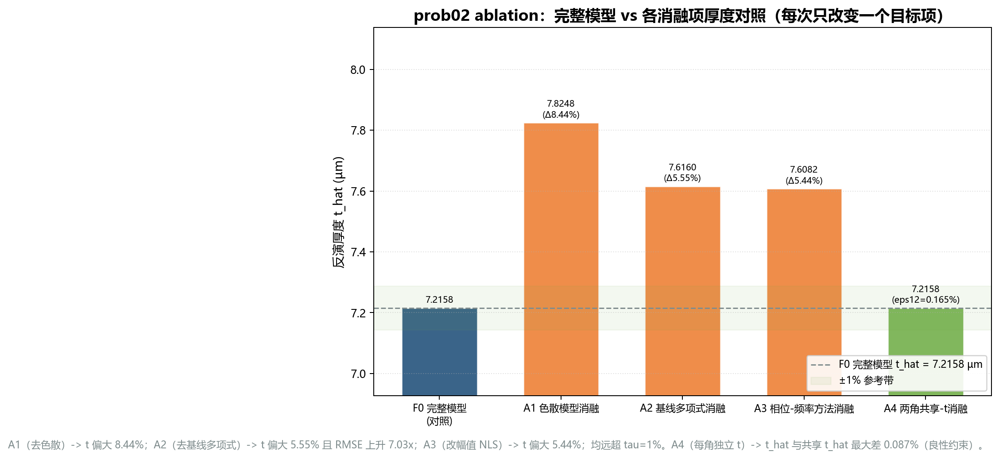 prob02 ablation：完整模型 vs 各消融项厚度对照（每次只改变一个目标项）
反演厚度 t_hat (μm)
8.0
7.8
7.6
7.4
7.2
7.0
7.2158
7.8248
(Δ8.44%)
7.6160
(Δ5.55%)
7.6082
(Δ5.44%)
7.2158
(eps12=0.165%)
F0 完整模型 t_hat = 7.2158 μm
±1% 参考带
F0 完整模型
(对照)
A1 色散模型消融
A2 基线多项式消融
A3 相位-频率方法消融
A4 两角共享-t消融
A1（去色散）-> t 偏大 8.44%；A2（去基线多项式）-> t 偏大 5.55% 且 RMSE 上升 7.03x；A3（改幅值 NLS）-> t 偏大 5.44%；均远超 tau=1%。A4（每角独立 t）-> t_hat 与共享 t_hat 最大差 0.087%（良性约束）。